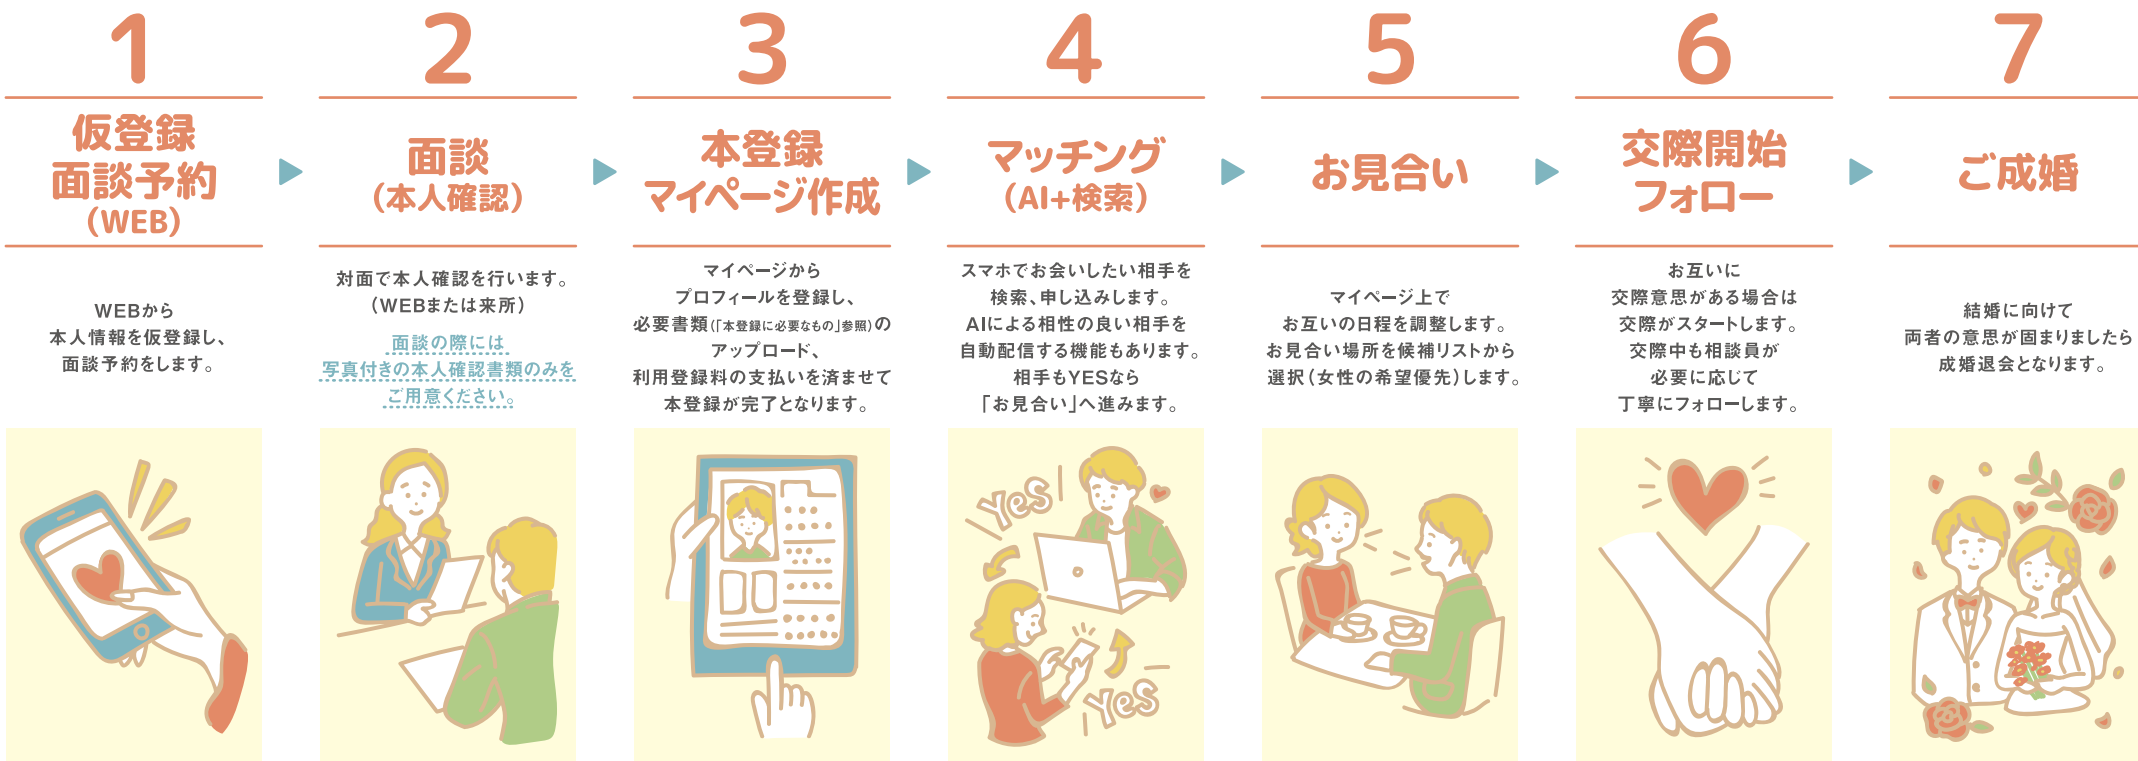 1
仮登録
面談予約
（WEB）
WEBから
本人情報を仮登録し、
面談予約をします。
2
面談
（本人確認）
対面で本人確認を行います。
（WEBまたは来所）
面談の際には
写真付きの本人確認書類のみを
ご用意ください。
3
本登録
マイページ作成
マイページから
プロフィールを登録し、
必要書類（「本登録に必要なもの」参照）の
アップロード、
利用登録料の支払いを済ませて
本登録が完了となります。
4
マッチング
（AI+検索）
スマホでお会いしたい相手を
検索、申し込みします。
AIによる相性の良い相手を
自動配信する機能もあります。
相手もYESなら
「お見合い」へ進みます。
Yes
Yes
5
お見合い
マイページ上で
お互いの日程を調整します。
お見合い場所を候補リストから
選択（女性の希望優先）します。
6
交際開始
フォロー
お互いに
交際意思がある場合は
交際がスタートします。
交際中も相談員が
必要に応じて
丁寧にフォローします。
7
ご成婚
結婚に向けて
両者の意思が固まりましたら
成婚退会となります。